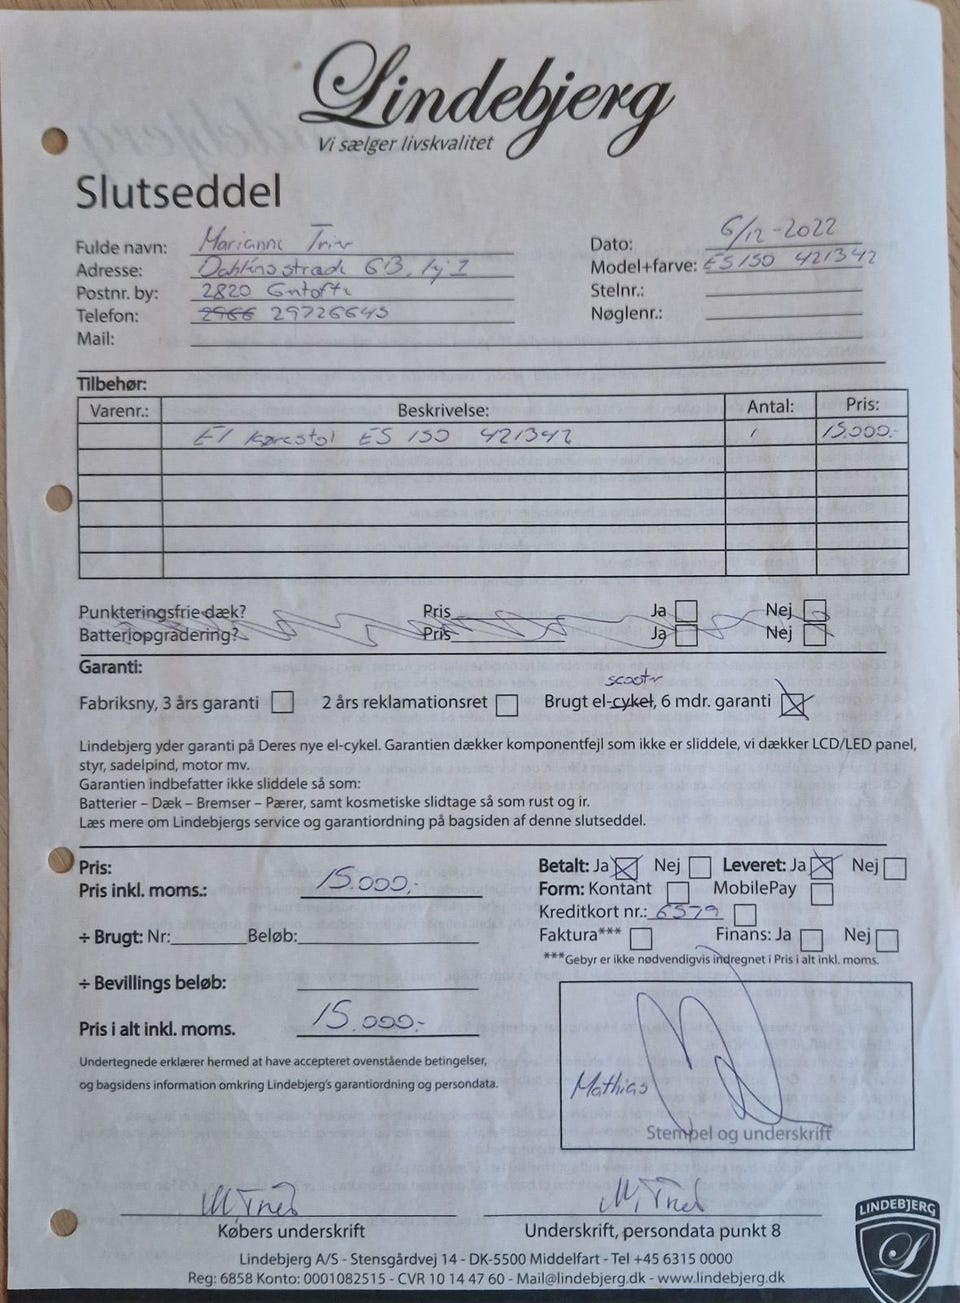 Lindebjerg
Vi sælger livskvalitet
Slutseddel
Fulde navn: Marianne
Dato: 6/12-2022
Adresse: 6B,
Model+farve: ES 150 421342
Postnr. by: 2820 Gntofte
Stelnr.:
Telefon: 2966 29726645
Nøglenr.:
Mail:
Tilbehør:
Varenr.: Beskrivelse: Antal: Pris:
El kørestol ES 150 421342 1 15.000.-
Punkteringsfrie dæk? Pris Ja Nej
Batteriopgradering? Pris Ja Nej
Garanti:
scooter
Fabriksny, 3 års garanti 2 års reklamationsret Brugt el-cykel, 6 mdr. garanti
Lindebjerg yder garanti på Deres nye el-cykel. Garantien dækker komponentfejl som ikke er sliddele, vi dækker LCD/LED panel,
styr, sadelpind, motor mv.
Garantien indbefatter ikke sliddele så som:
Batterier – Dæk – Bremser – Pærer, samt kosmetiske slidtage så som rust og ir.
Læs mere om Lindebjergs service og garantiordning på bagsiden af denne slutseddel.
Pris:
Betalt: Ja Nej Leveret: Ja Nej
Pris inkl. moms.: 15.000.-
Form: Kontant MobilePay
Kreditkort nr.: 6579
÷ Brugt: Nr: Beløb:
Faktura*** Finans: Ja Nej
***Gebyr er ikke nødvendigvis indregnet i Pris i alt inkl. moms.
÷ Bevillings beløb:
Pris i alt inkl. moms. 15.000.-
Undertegnede erklærer hermed at have accepteret ovenstående betingelser,
og bagsidens information omkring Lindebjerg's garantiordning og persondata.
Mathias
Stempel og underskrift
Købers underskrift
Underskrift, persondata punkt 8
Lindebjerg A/S - Stensgårdvej 14 - DK-5500 Middelfart - Tel +45 6315 0000
Reg: 6858 Konto: 0001082515 - CVR 10 14 47 60 - Mail@lindebjerg.dk - www.lindebjerg.dk
LINDEBJERG
L